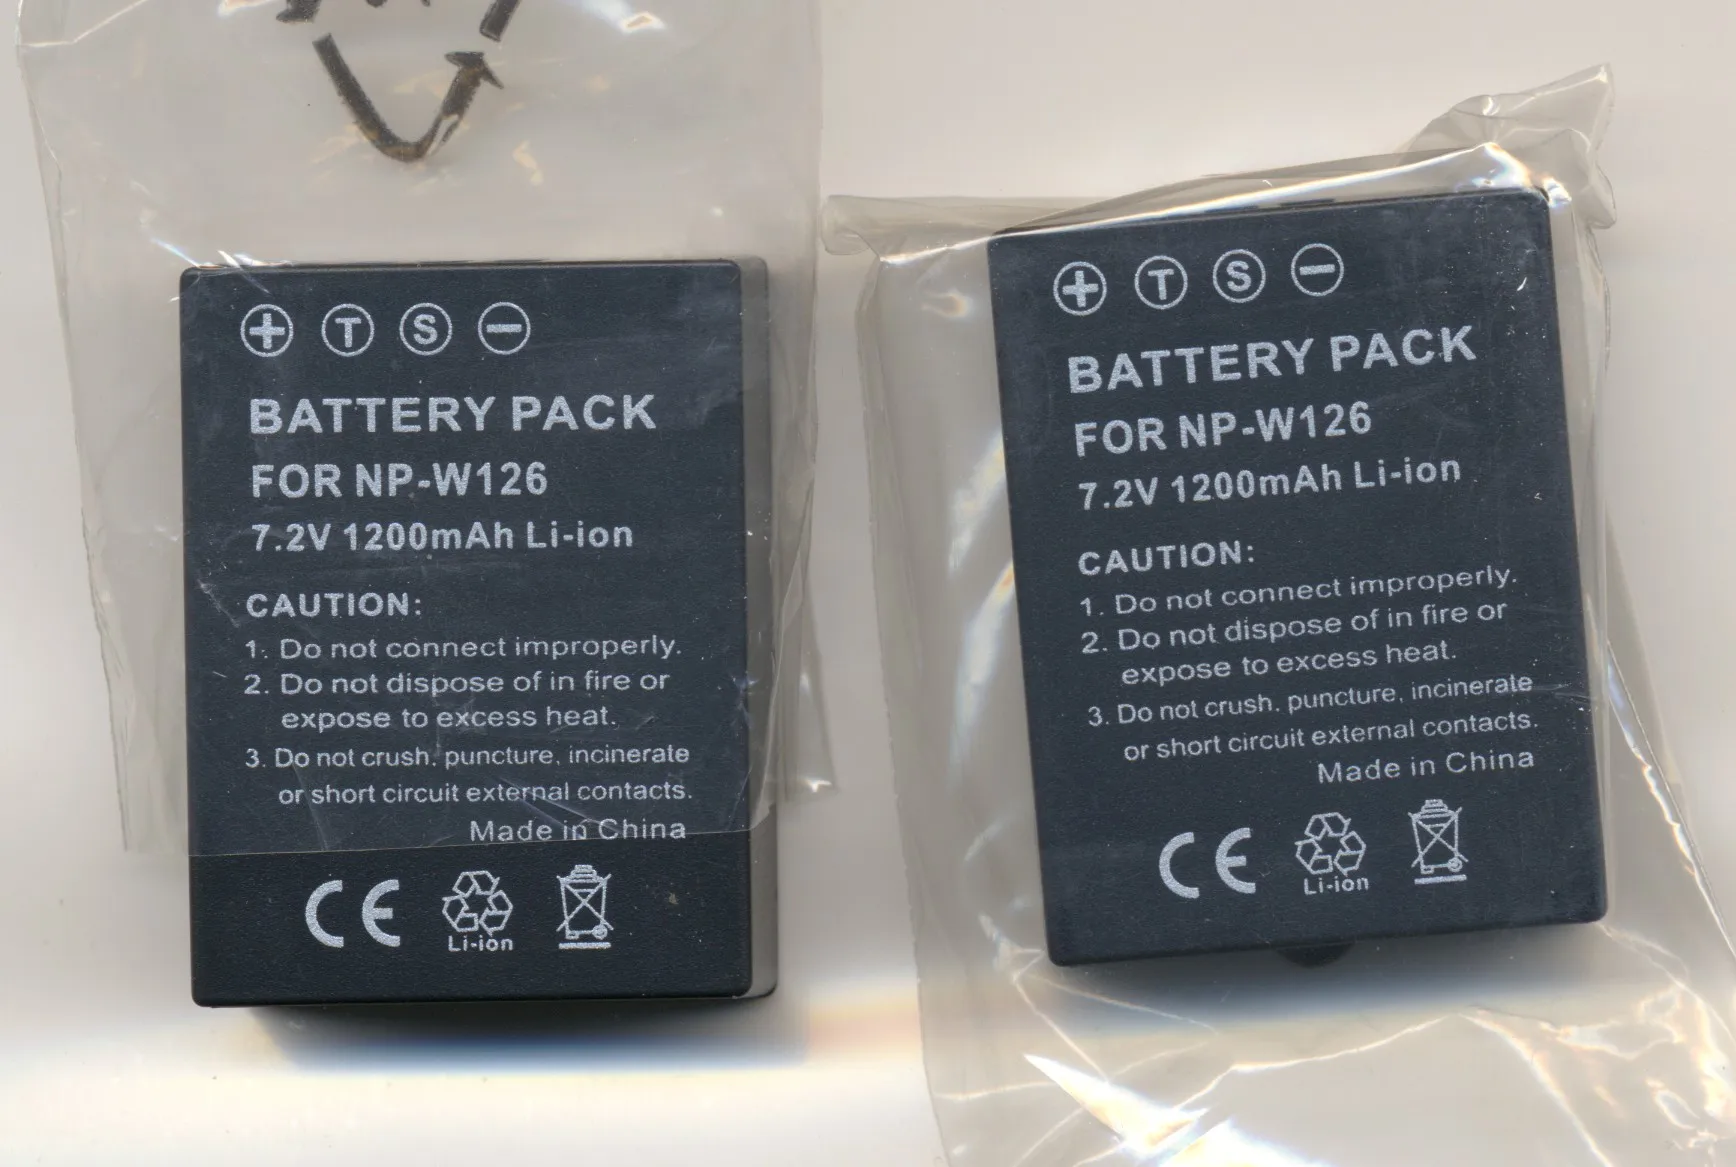 + T S −
BATTERY PACK
FOR NP-W126
7.2V 1200mAh Li-ion
CAUTION:
1. Do not connect improperly.
2. Do not dispose of in fire or
expose to excess heat.
3. Do not crush, puncture, incinerate
or short circuit external contacts.
Made in China
CE
Li-ion
+ T S −
BATTERY PACK
FOR NP-W126
7.2V 1200mAh Li-ion
CAUTION:
1. Do not connect improperly.
2. Do not dispose of in fire or
expose to excess heat.
3. Do not crush, puncture, incinerate
or short circuit external contacts.
Made in China
CE
Li-ion